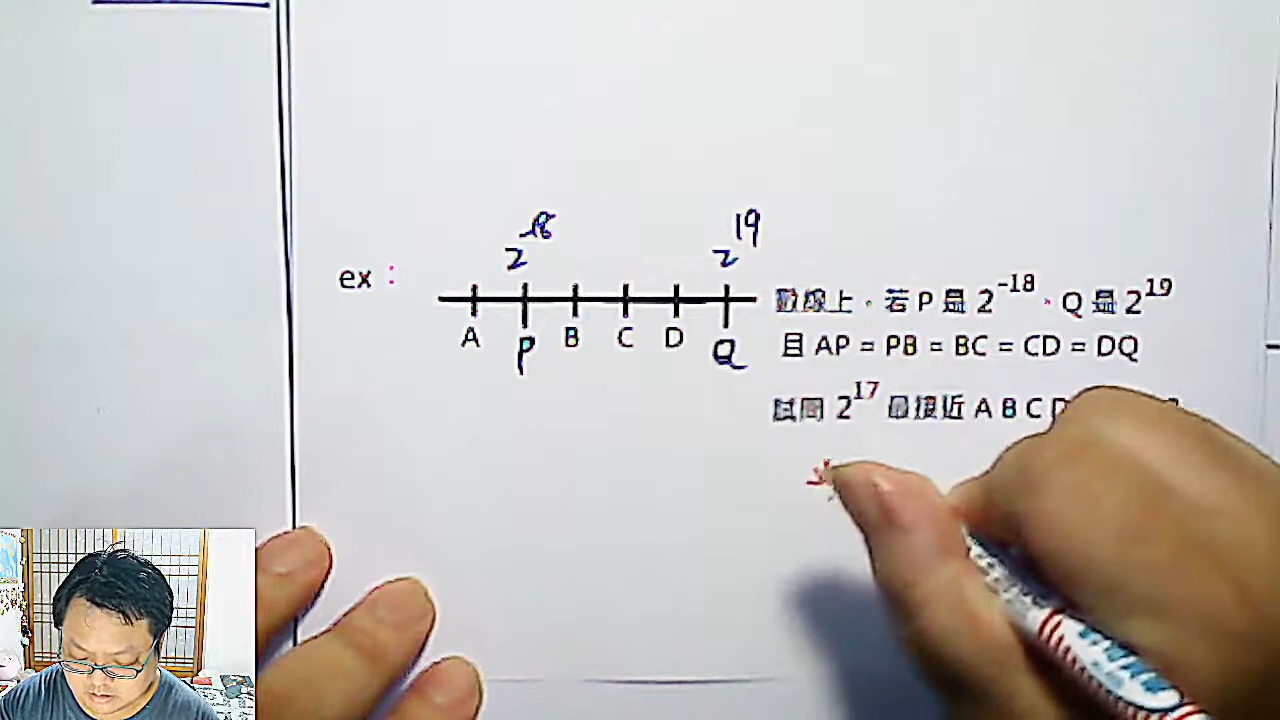 2^-18 2^19
ex :
A P B C D Q
數線上，若 P 是 2^-18、Q 是 2^19
且 AP = PB = BC = CD = DQ
試問 2^17 最接近 A B C D